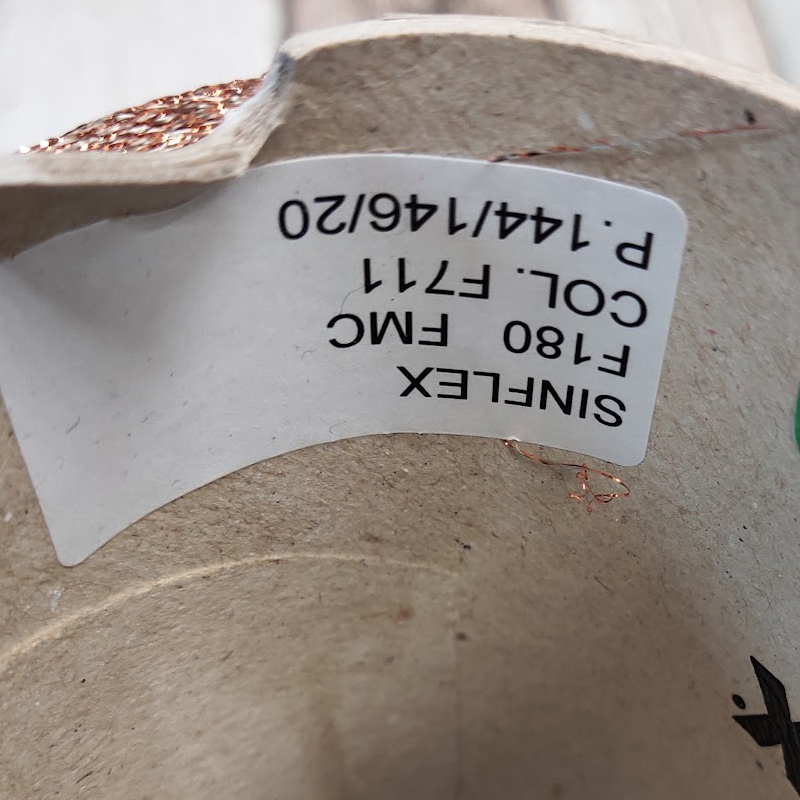 SINFLEX
F180 FMC
COL. F711
P.144/146/20